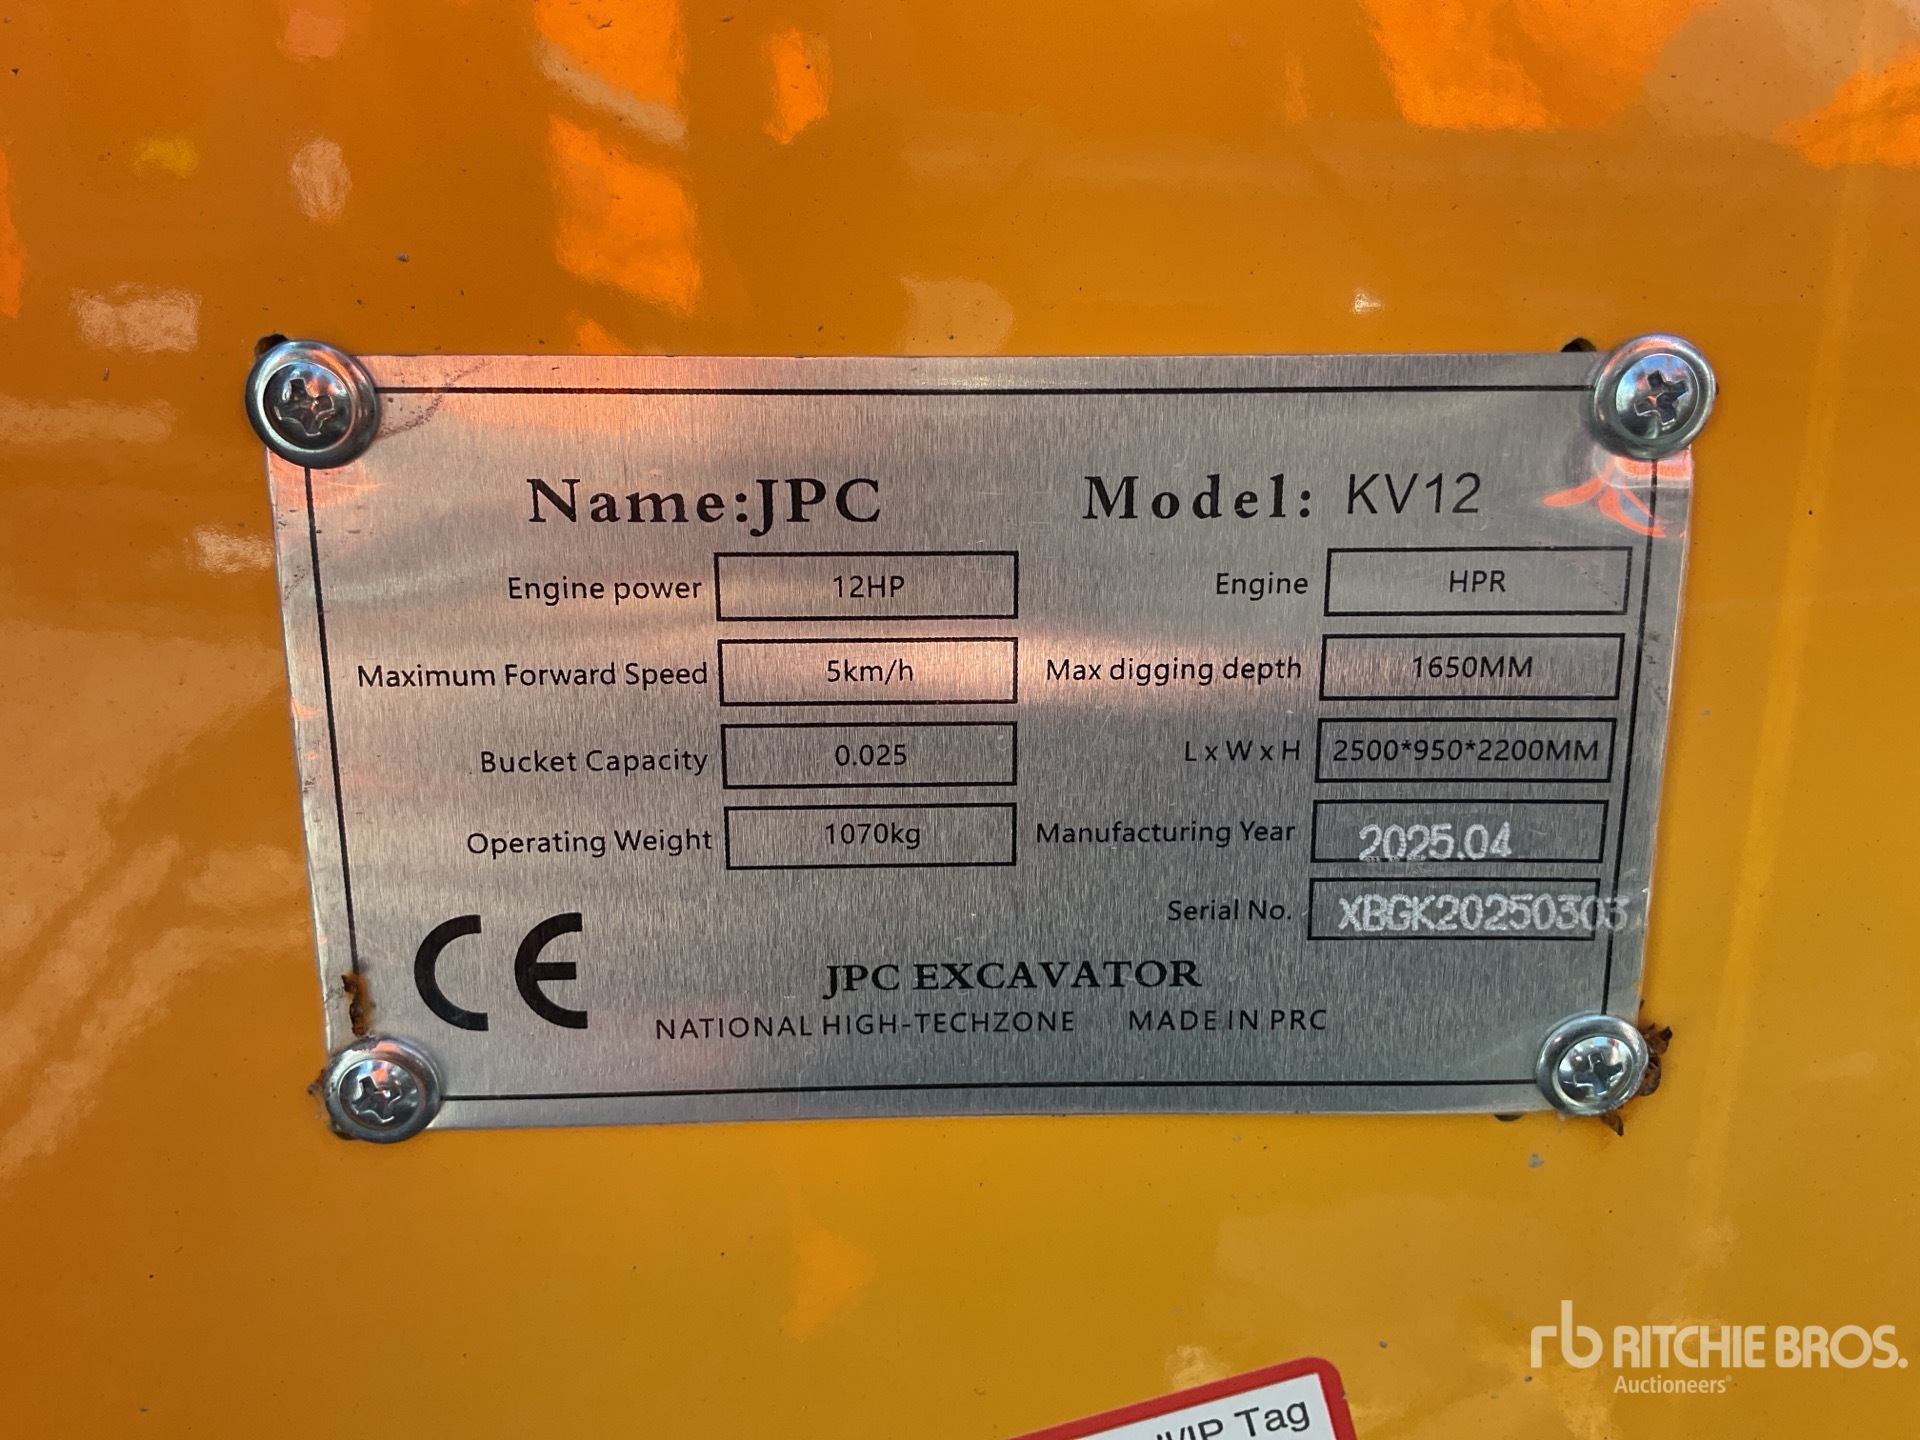 Name:JPC Model: KV12
Engine power 12HP Engine HPR
Maximum Forward Speed 5km/h Max digging depth 1650MM
Bucket Capacity 0.025 L x W x H 2500*950*2200MM
Operating Weight 1070kg Manufacturing Year 2025.04
Serial No. XBGK20250303
CE
JPC EXCAVATOR
NATIONAL HIGH-TECHZONE MADE IN PRC
rb RITCHIE BROS.
Auctioneers
Tag